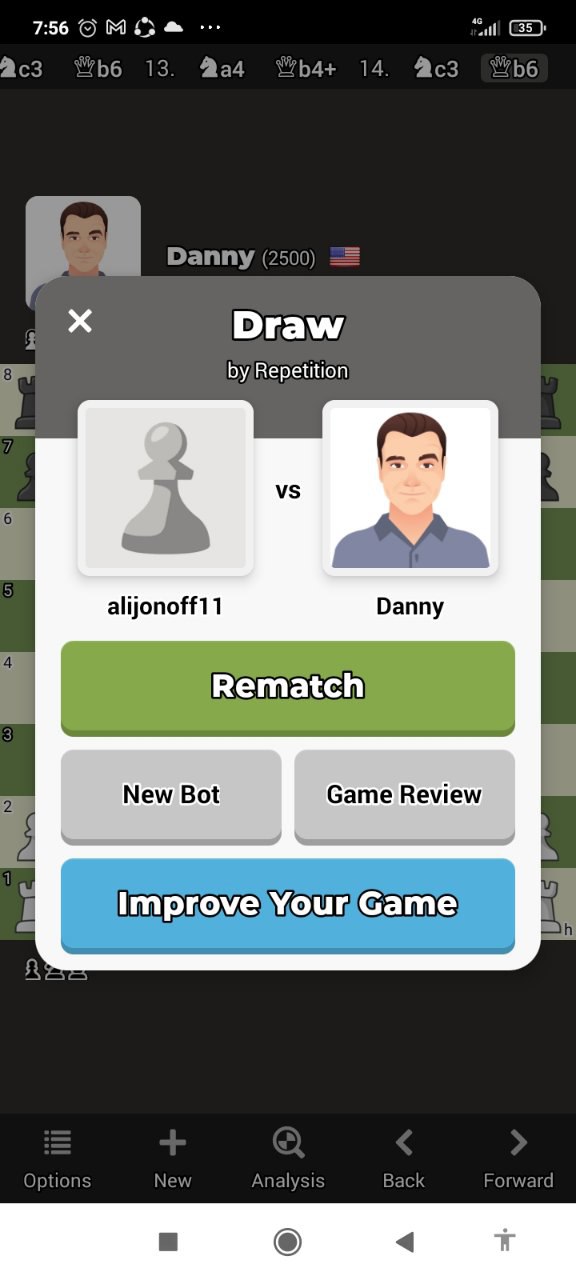 7:56 4G 35
c3 b6 13. a4 b4+ 14. c3 b6
Danny (2500)
Draw
by Repetition
vs
alijonoff11 Danny
Rematch
New Bot Game Review
Improve Your Game
8
7
6
5
4
3
2
1
h
Options New Analysis Back Forward